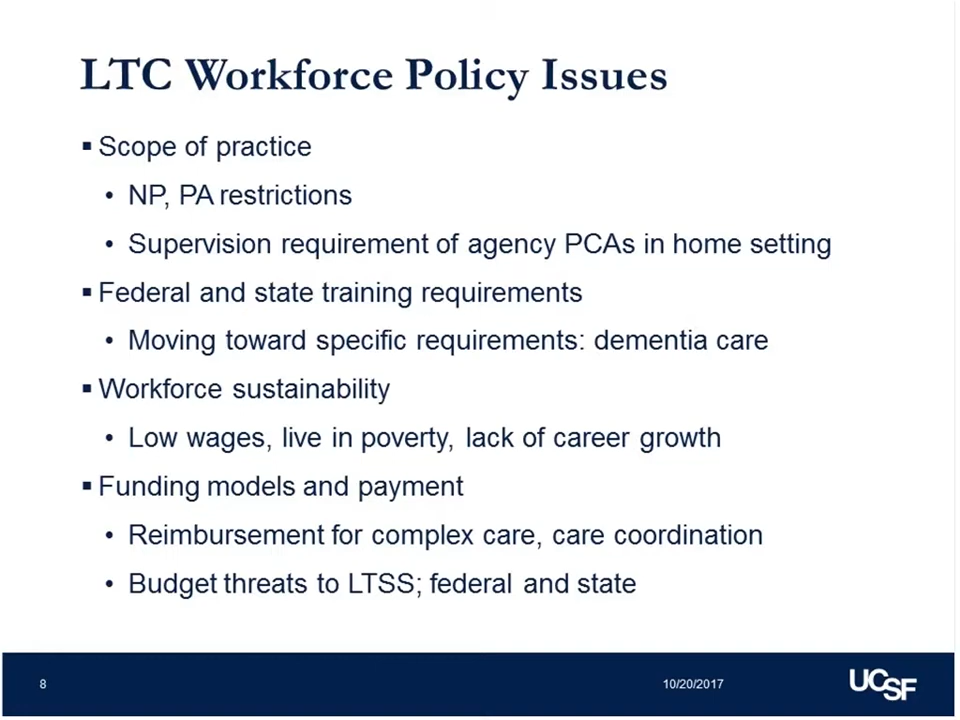 LTC Workforce Policy Issues
▪ Scope of practice
• NP, PA restrictions
• Supervision requirement of agency PCAs in home setting
▪ Federal and state training requirements
• Moving toward specific requirements: dementia care
▪ Workforce sustainability
• Low wages, live in poverty, lack of career growth
▪ Funding models and payment
• Reimbursement for complex care, care coordination
• Budget threats to LTSS; federal and state
8 10/20/2017 UCSF